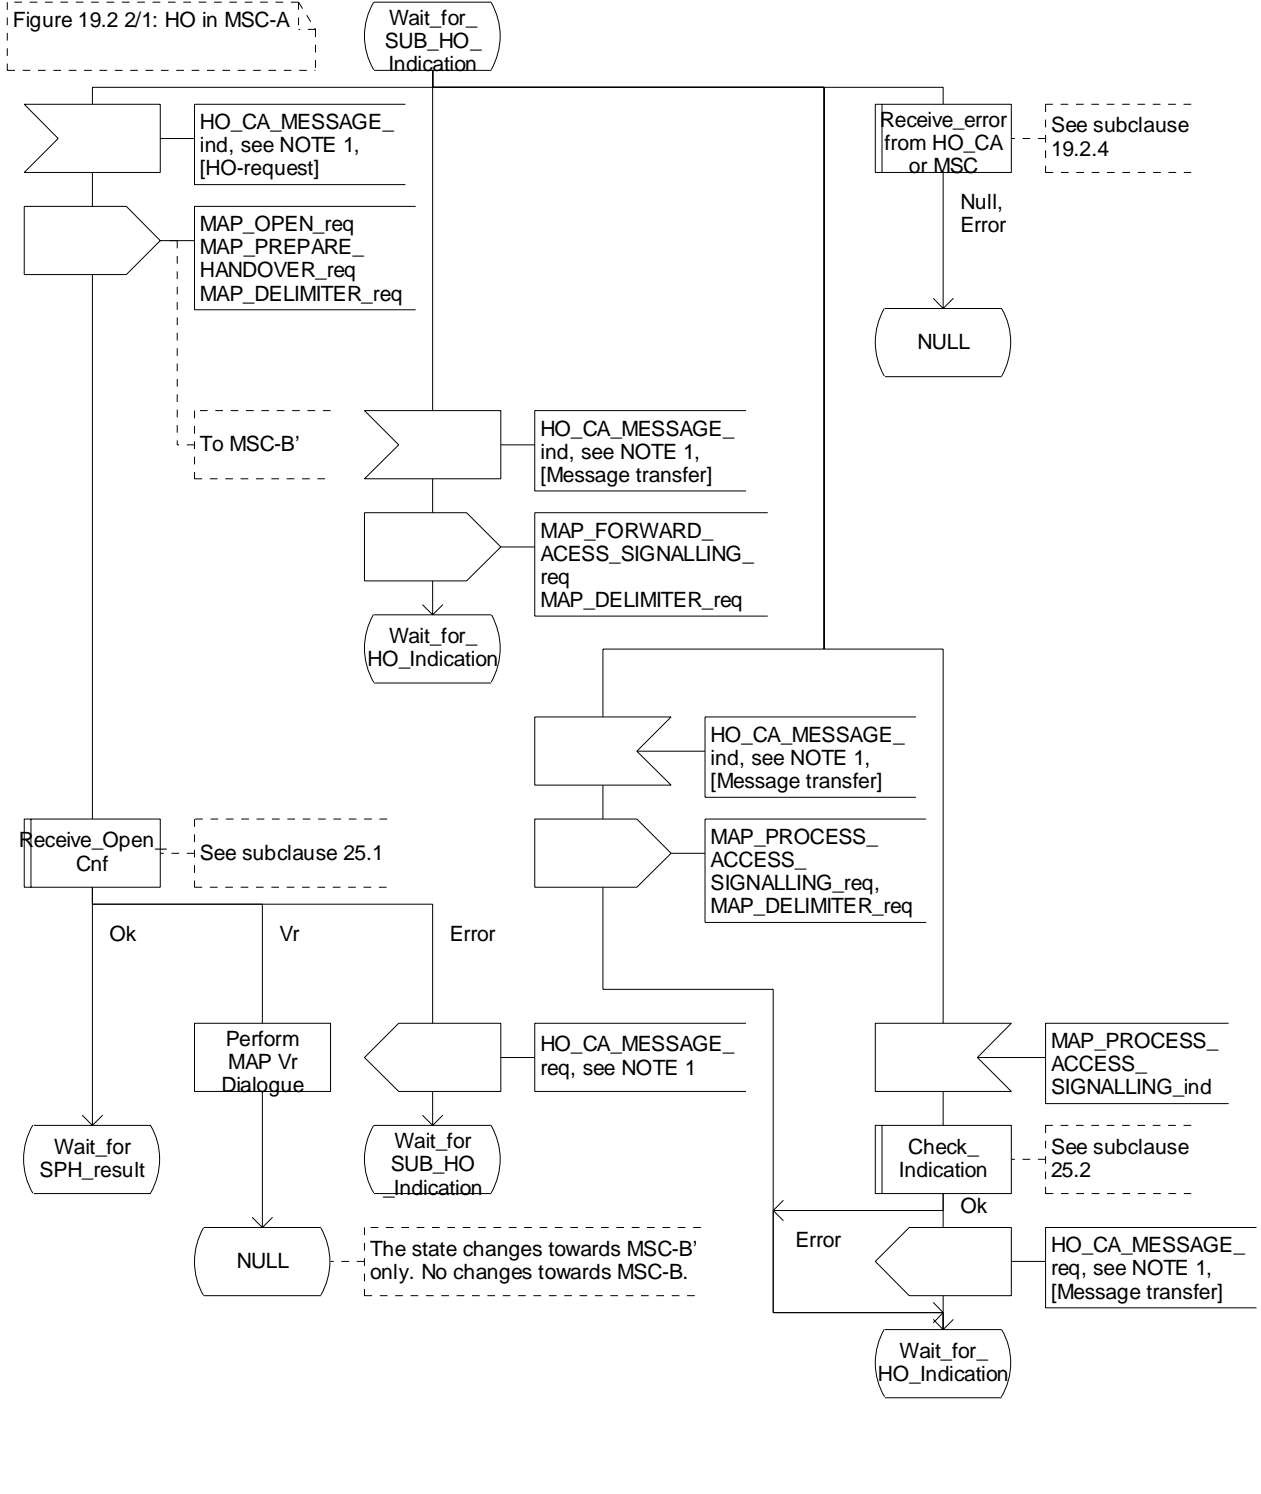 Figure 19.2 2/1: HO in MSC-A
Wait_for_
SUB_HO_
Indication
HO_CA_MESSAGE_
ind, see NOTE 1,
[HO-request]
Receive_error
from HO_CA
or MSC
See subclause
19.2.4
Null,
Error
MAP_OPEN_req
MAP_PREPARE_
HANDOVER_req
MAP_DELIMITER_req
NULL
To MSC-B’
HO_CA_MESSAGE_
ind, see NOTE 1,
[Message transfer]
MAP_FORWARD_
ACESS_SIGNALLING_
req
MAP_DELIMITER_req
Wait_for_
HO_Indication
HO_CA_MESSAGE_
ind, see NOTE 1,
[Message transfer]
Receive_Open_
Cnf
See subclause 25.1
MAP_PROCESS_
ACCESS_
SIGNALLING_req,
MAP_DELIMITER_req
Ok
Vr
Error
Perform
MAP Vr
Dialogue
HO_CA_MESSAGE_
req, see NOTE 1
MAP_PROCESS_
ACCESS_
SIGNALLING_ind
Wait_for
SPH_result
Wait_for
SUB_HO
_Indication
Check_
Indication
See subclause
25.2
Ok
Error
NULL
The state changes towards MSC-B’
only. No changes towards MSC-B.
HO_CA_MESSAGE_
req, see NOTE 1,
[Message transfer]
Wait_for_
HO_Indication